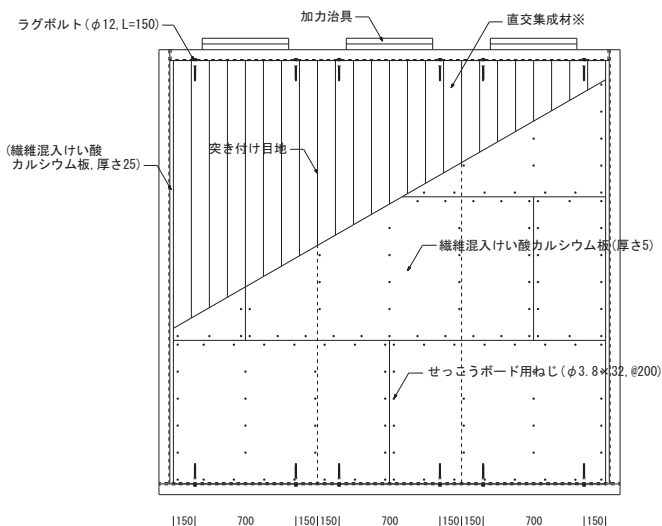 ラグボルト(φ12,L=150)
加力治具
直交集成材※
(繊維混入けい酸
カルシウム板,厚さ25)
突き付け目地
繊維混入けい酸カルシウム板(厚さ5)
せっこうボード用ねじ(φ3.8×32,@200)
|150| 700 |150|150| 700 |150|150| 700 |150|